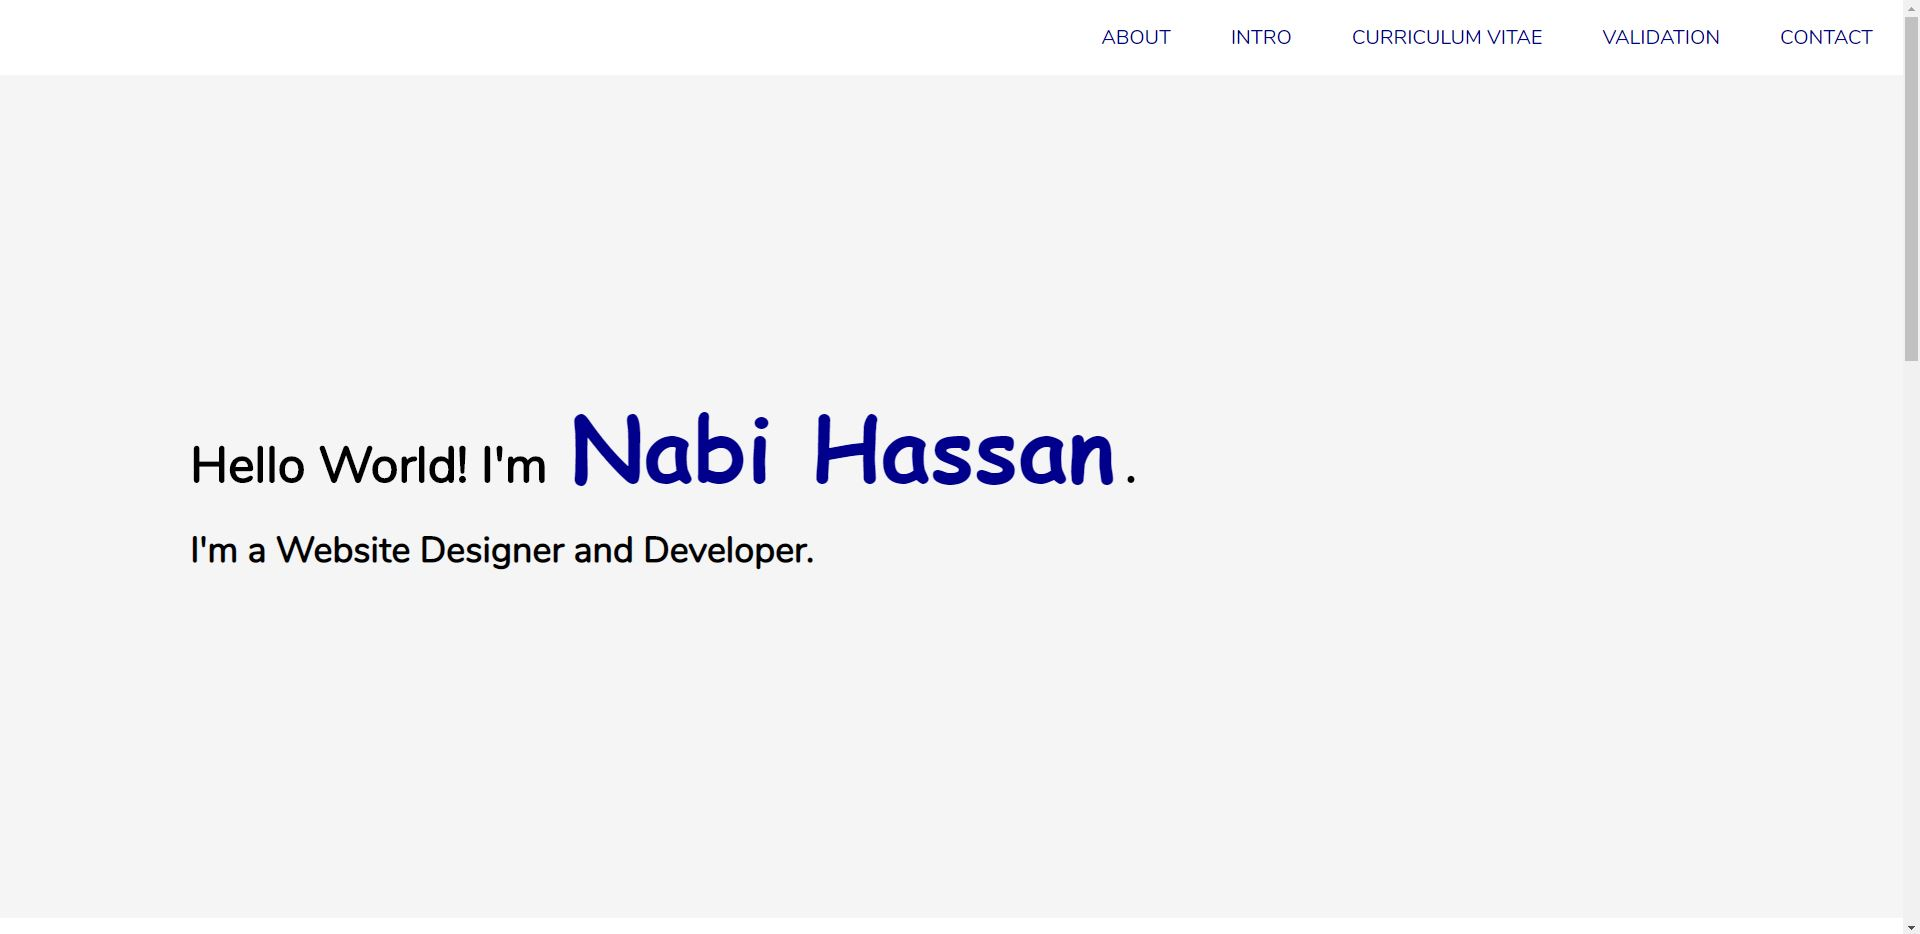 ABOUT INTRO CURRICULUM VITAE VALIDATION CONTACT
Hello World! I'm Nabi Hassan.
I'm a Website Designer and Developer.